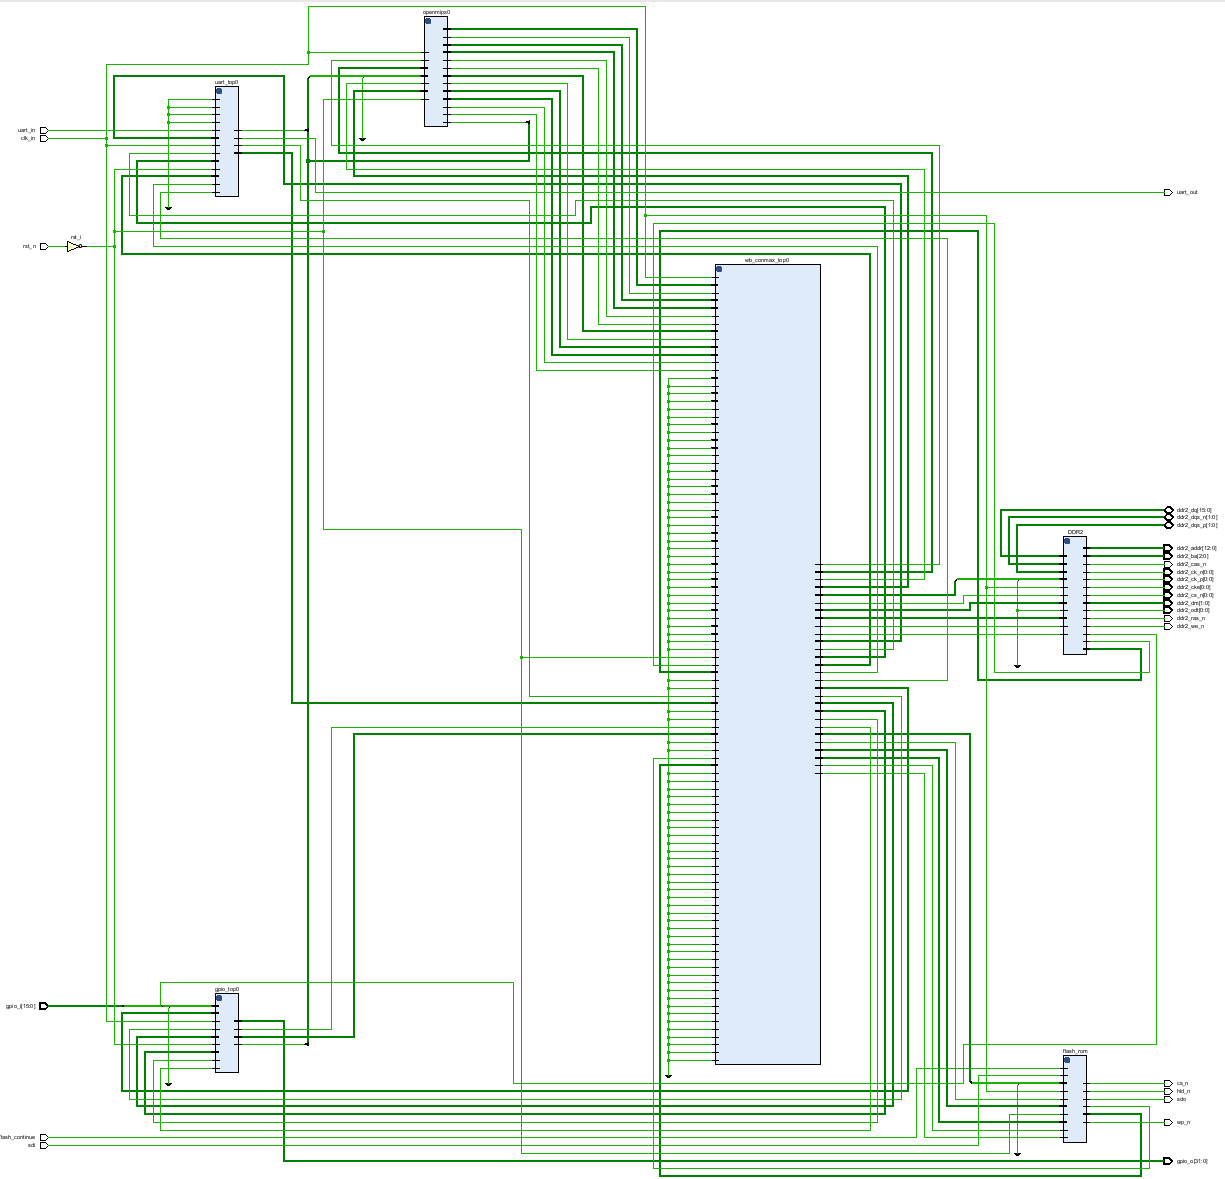 openmips0
uart_top0
uart_in
clk_in
uart_out
rst_i
rst_n
wb_conmax_top0
ddr2_dq[15:0]
ddr2_dqs_n[1:0]
ddr2_dqs_p[1:0]
DDR2
ddr2_addr[12:0]
ddr2_ba[2:0]
ddr2_cas_n
ddr2_ck_n[0:0]
ddr2_ck_p[0:0]
ddr2_cke[0:0]
ddr2_cs_n[0:0]
ddr2_dm[1:0]
ddr2_odt[0:0]
ddr2_ras_n
ddr2_we_n
gpio_top0
gpio_i[15:0]
flash_rom
cs_n
hld_n
sdo
wp_n
flash_continue
sdi
gpio_o[31:0]